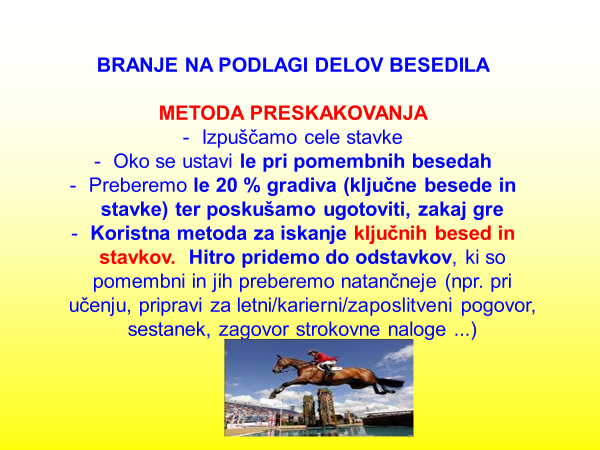 BRANJE NA PODLAGI DELOV BESEDILA
METODA PRESKAKOVANJA
- Izpuščamo cele stavke
- Oko se ustavi le pri pomembnih besedah
- Preberemo le 20 % gradiva (ključne besede in
stavke) ter poskušamo ugotoviti, zakaj gre
- Koristna metoda za iskanje ključnih besed in
stavkov. Hitro pridemo do odstavkov, ki so
pomembni in jih preberemo natančneje (npr. pri
učenju, pripravi za letni/karierni/zaposlitveni pogovor,
sestanek, zagovor strokovne naloge ...)